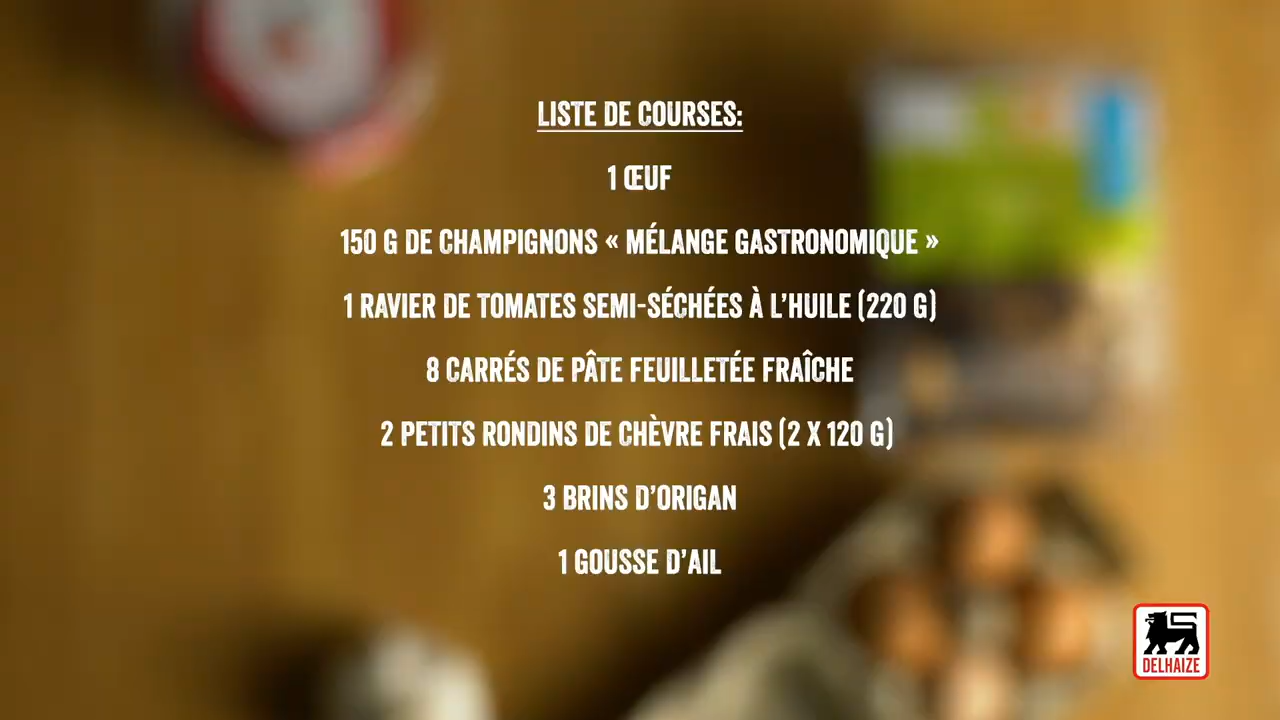 LISTE DE COURSES:
1 ŒUF
150 G DE CHAMPIGNONS « MÉLANGE GASTRONOMIQUE »
1 RAVIER DE TOMATES SEMI-SÉCHÉES À L'HUILE (220 G)
8 CARRÉS DE PÂTE FEUILLETÉE FRAÎCHE
2 PETITS RONDINS DE CHÈVRE FRAIS (2 X 120 G)
3 BRINS D'ORIGAN
1 GOUSSE D'AIL
DELHAIZE